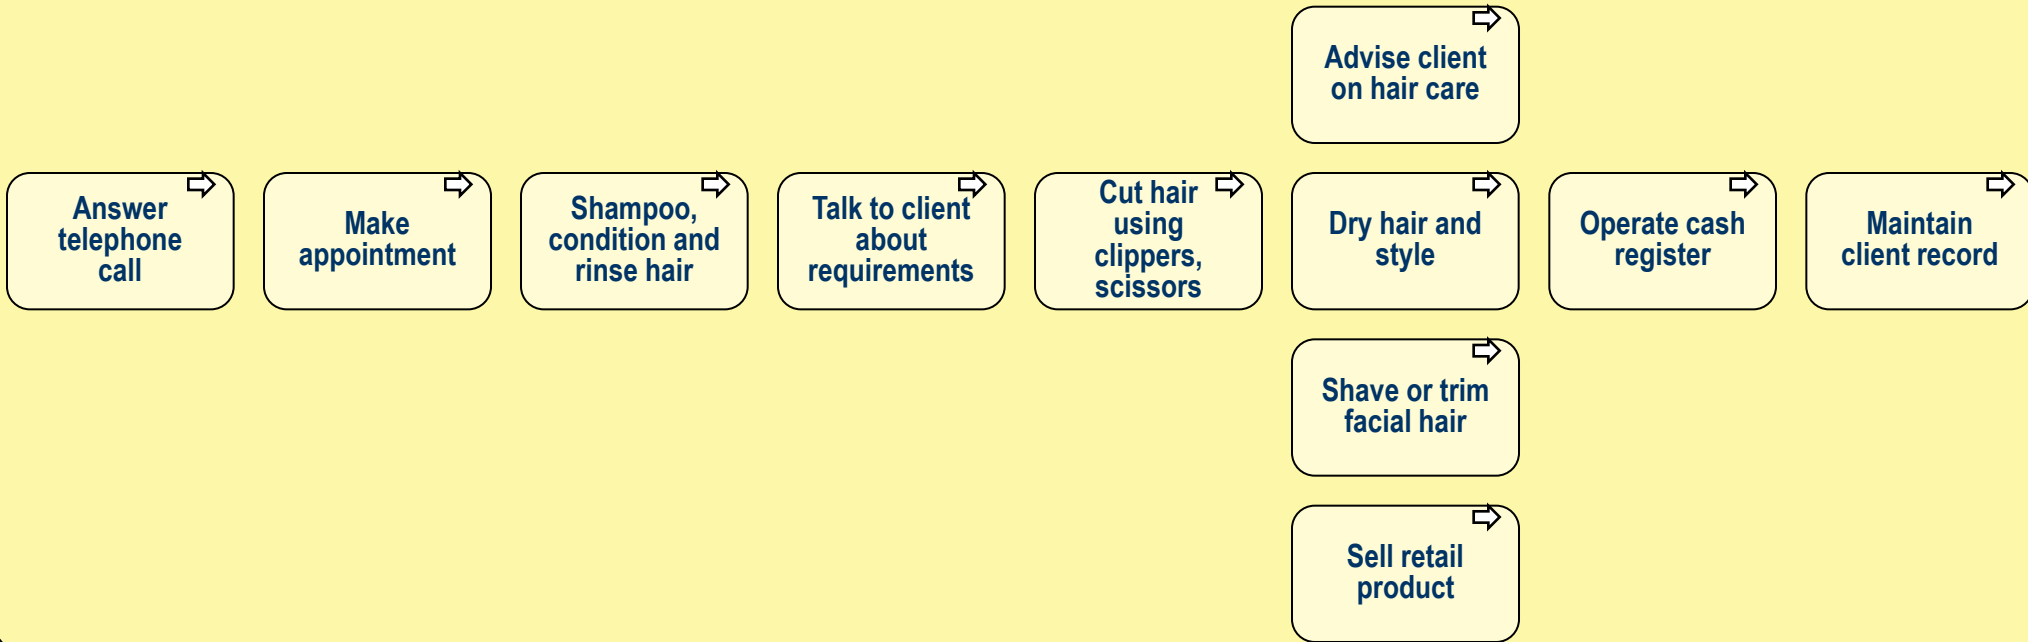 Advise client
on hair care
Answer
telephone
call
Make
appointment
Shampoo,
condition and
rinse hair
Talk to client
about
requirements
Cut hair
using
clippers,
scissors
Dry hair and
style
Operate cash
register
Maintain
client record
Shave or trim
facial hair
Sell retail
product